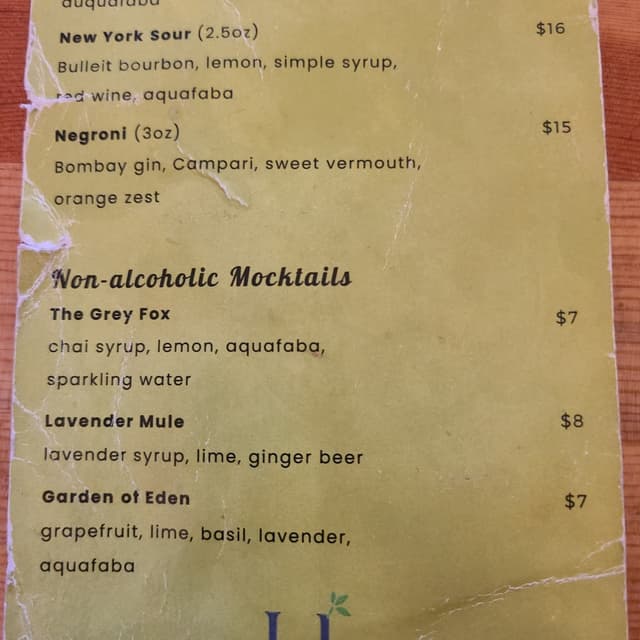 aquafaba
New York Sour (2.5oz) $16
Bulleit bourbon, lemon, simple syrup,
red wine, aquafaba
Negroni (3oz) $15
Bombay gin, Campari, sweet vermouth,
orange zest
Non-alcoholic Mocktails
The Grey Fox $7
chai syrup, lemon, aquafaba,
sparkling water
Lavender Mule $8
lavender syrup, lime, ginger beer
Garden of Eden $7
grapefruit, lime, basil, lavender,
aquafaba